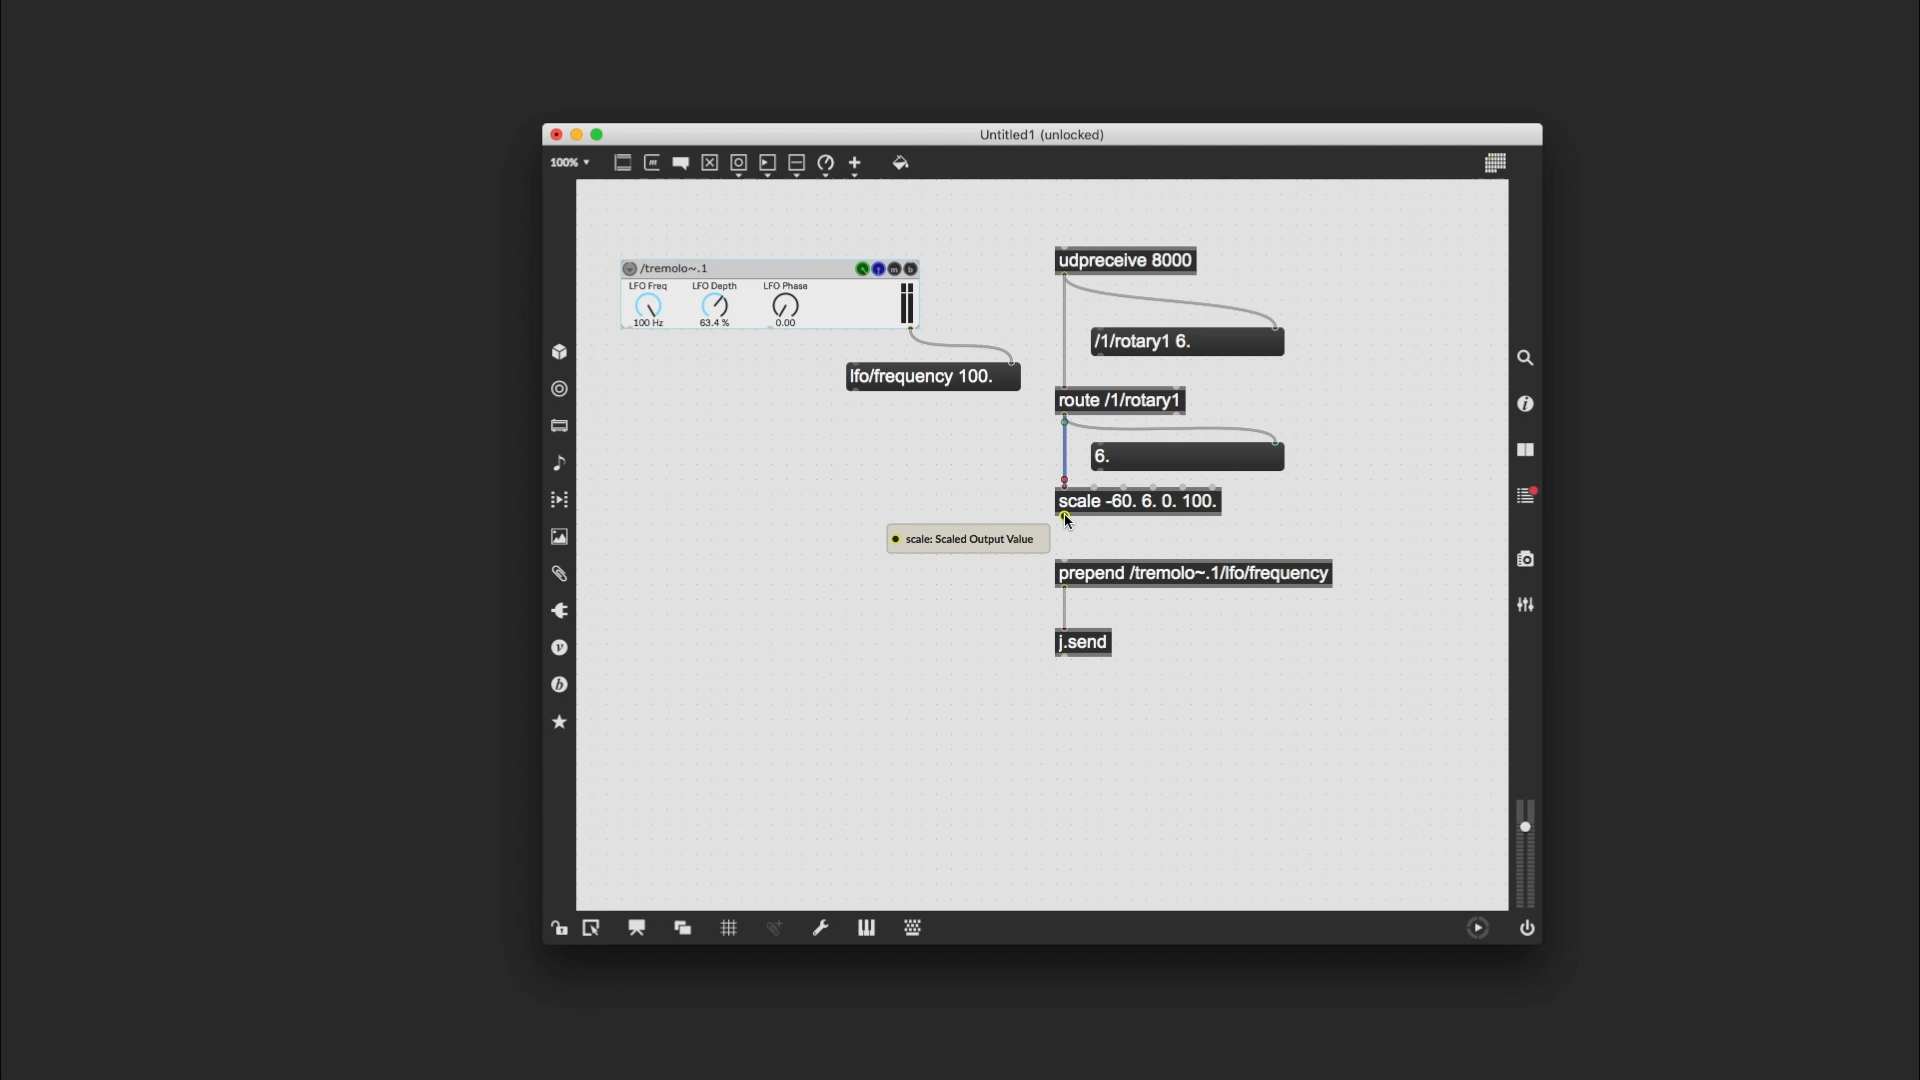 Untitled1 (unlocked)
100%
/tremolo~.1
m b
LFO Freq LFO Depth LFO Phase
100 Hz 63.4 % 0.00
lfo/frequency 100.
udpreceive 8000
/1/rotary1 6.
route /1/rotary1
6.
scale -60. 6. 0. 100.
scale: Scaled Output Value
prepend /tremolo~.1/lfo/frequency
j.send